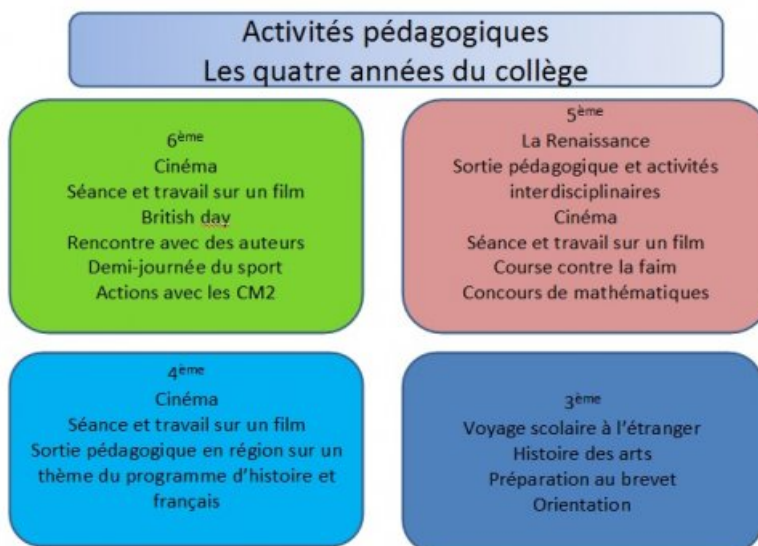 Activités pédagogiques
Les quatre années du collège
6ème
Cinéma
Séance et travail sur un film
British day
Rencontre avec des auteurs
Demi-journée du sport
Actions avec les CM2
5ème
La Renaissance
Sortie pédagogique et activités
interdisciplinaires
Cinéma
Séance et travail sur un film
Course contre la faim
Concours de mathématiques
4ème
Cinéma
Séance et travail sur un film
Sortie pédagogique en région sur un
thème du programme d'histoire et
français
3ème
Voyage scolaire à l'étranger
Histoire des arts
Préparation au brevet
Orientation